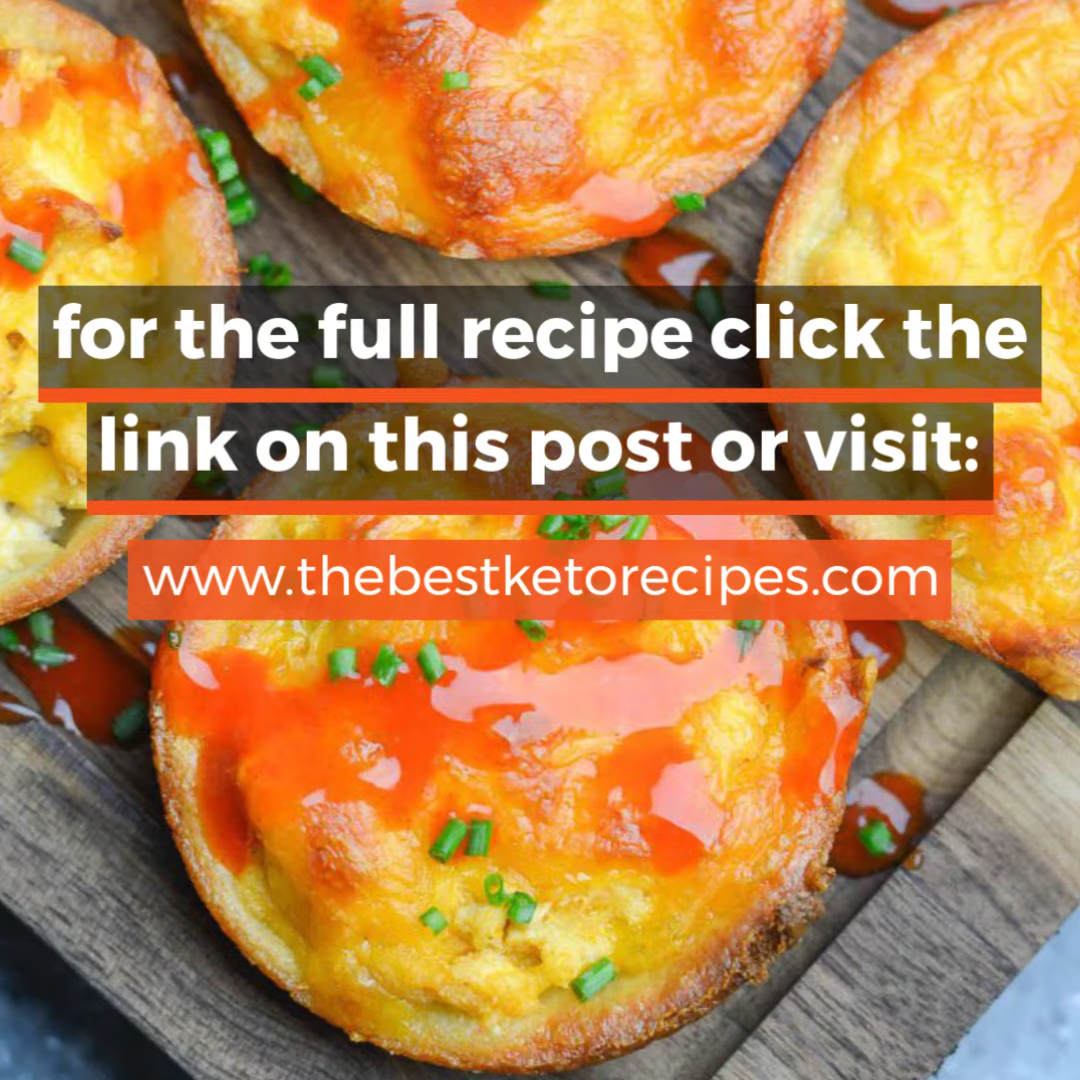 for the full recipe click the
link on this post or visit:
www.thebestketorecipes.com